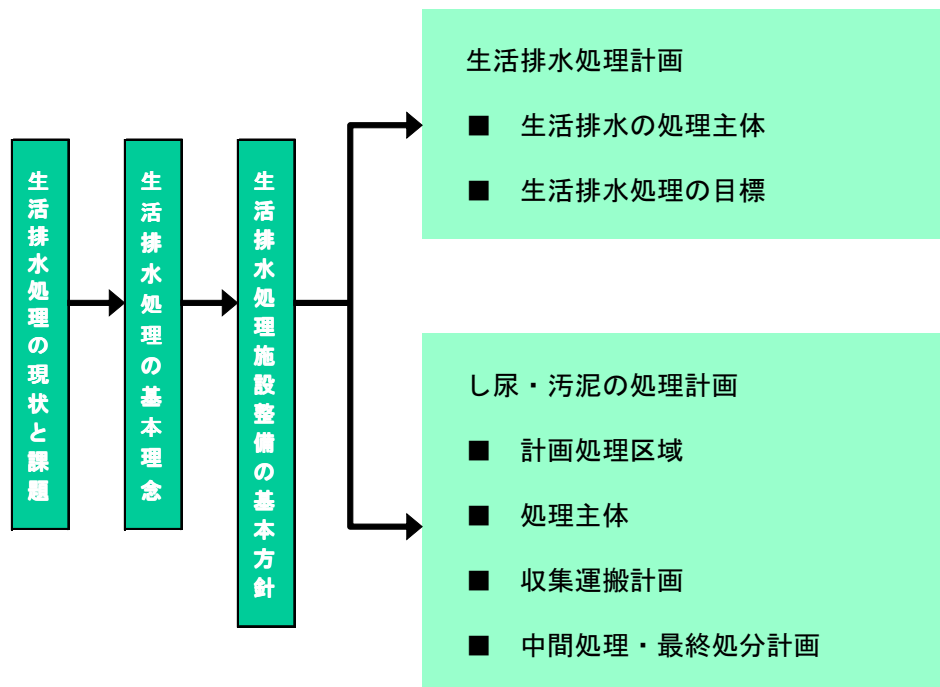 生活排水処理の現状と課題
生活排水処理の基本理念
生活排水処理施設整備の基本方針
生活排水処理計画
■ 生活排水の処理主体
■ 生活排水処理の目標
し尿・汚泥の処理計画
■ 計画処理区域
■ 処理主体
■ 収集運搬計画
■ 中間処理・最終処分計画